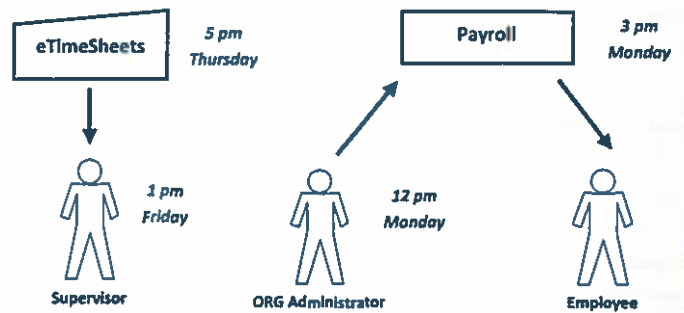 eTimeSheets
5 pm
Thursday
Payroll
3 pm
Monday
1 pm
Friday
12 pm
Monday
Supervisor
ORG Administrator
Employee